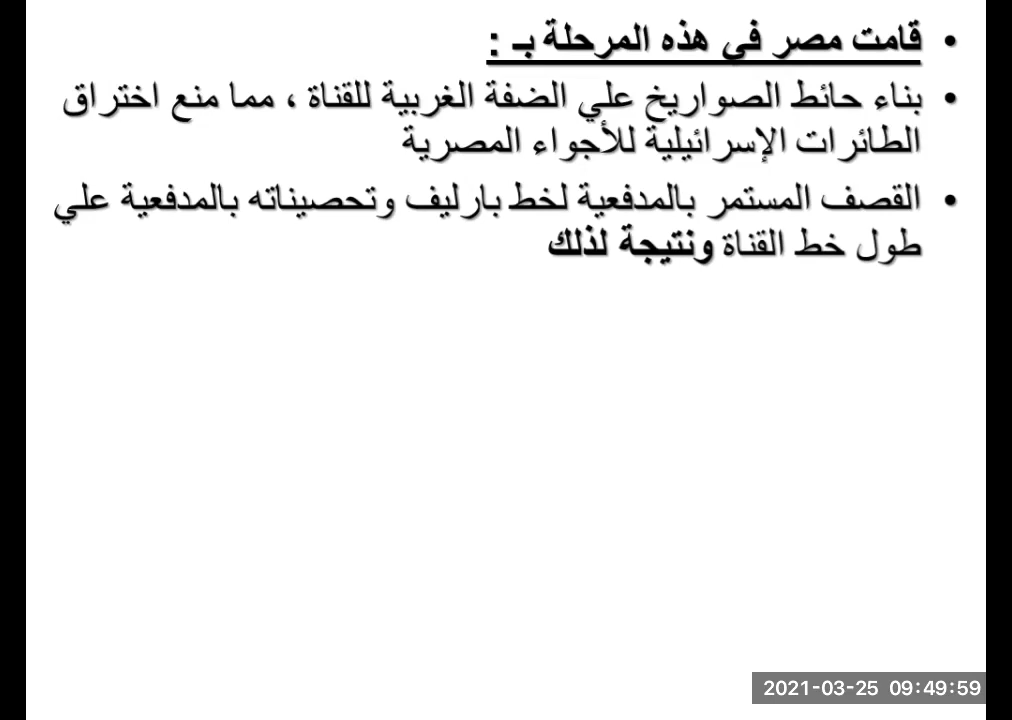 • قامت مصر في هذه المرحلة بـ :
• بناء حائط الصواريخ علي الضفة الغربية للقناة ، مما منع اختراق
الطائرات الإسرائيلية للأجواء المصرية
• القصف المستمر بالمدفعية لخط بارليف وتحصيناته بالمدفعية علي
طول خط القناة ونتيجة لذلك
2021-03-25 09:49:59